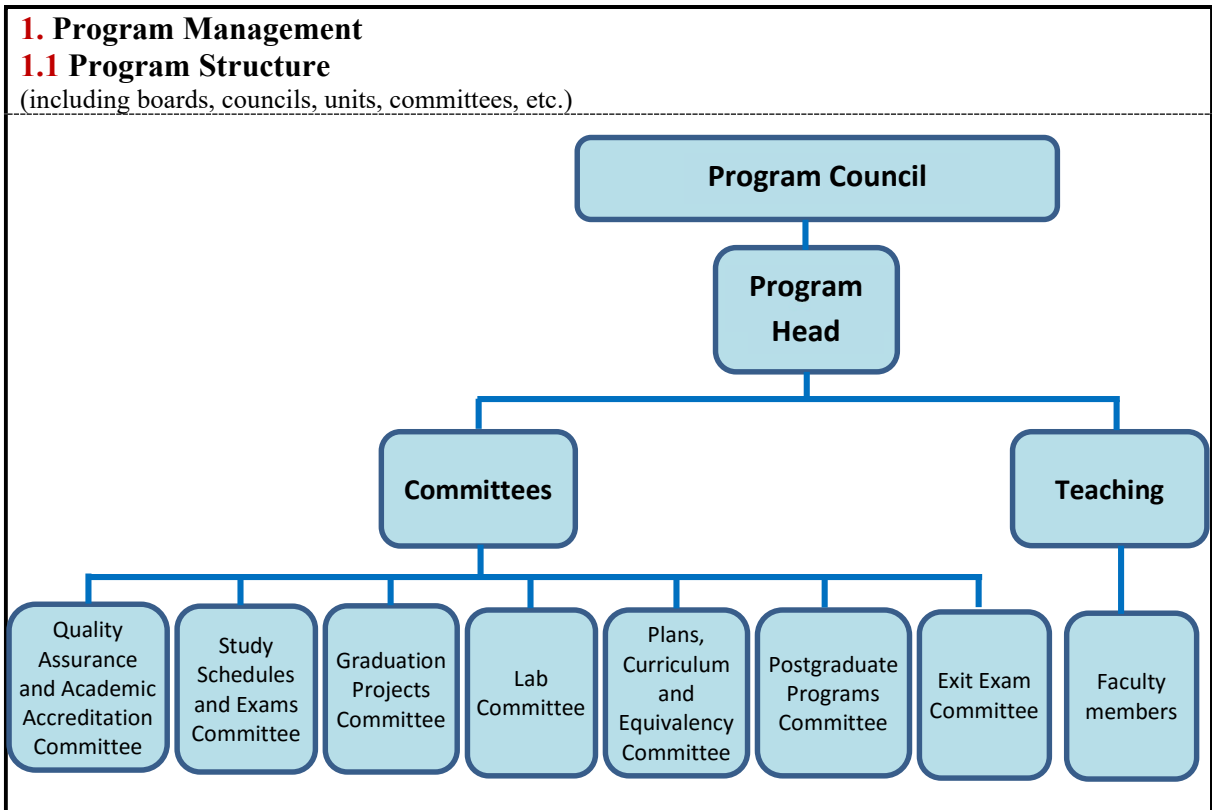 1. Program Management
1.1 Program Structure
(including boards, councils, units, committees, etc.)
Program Council
Program
Head
Committees
Teaching
Quality
Assurance
and Academic
Accreditation
Committee
Study
Schedules
and Exams
Committee
Graduation
Projects
Committee
Lab
Committee
Plans,
Curriculum
and
Equivalency
Committee
Postgraduate
Programs
Committee
Exit Exam
Committee
Faculty
members